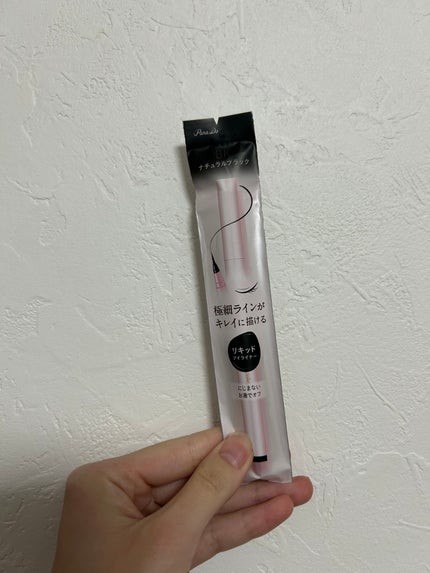 ParaDo
ナチュラルブラック
極細ラインが
キレイに描ける
リキッド
アイライナー
にじまない
お湯でオフ